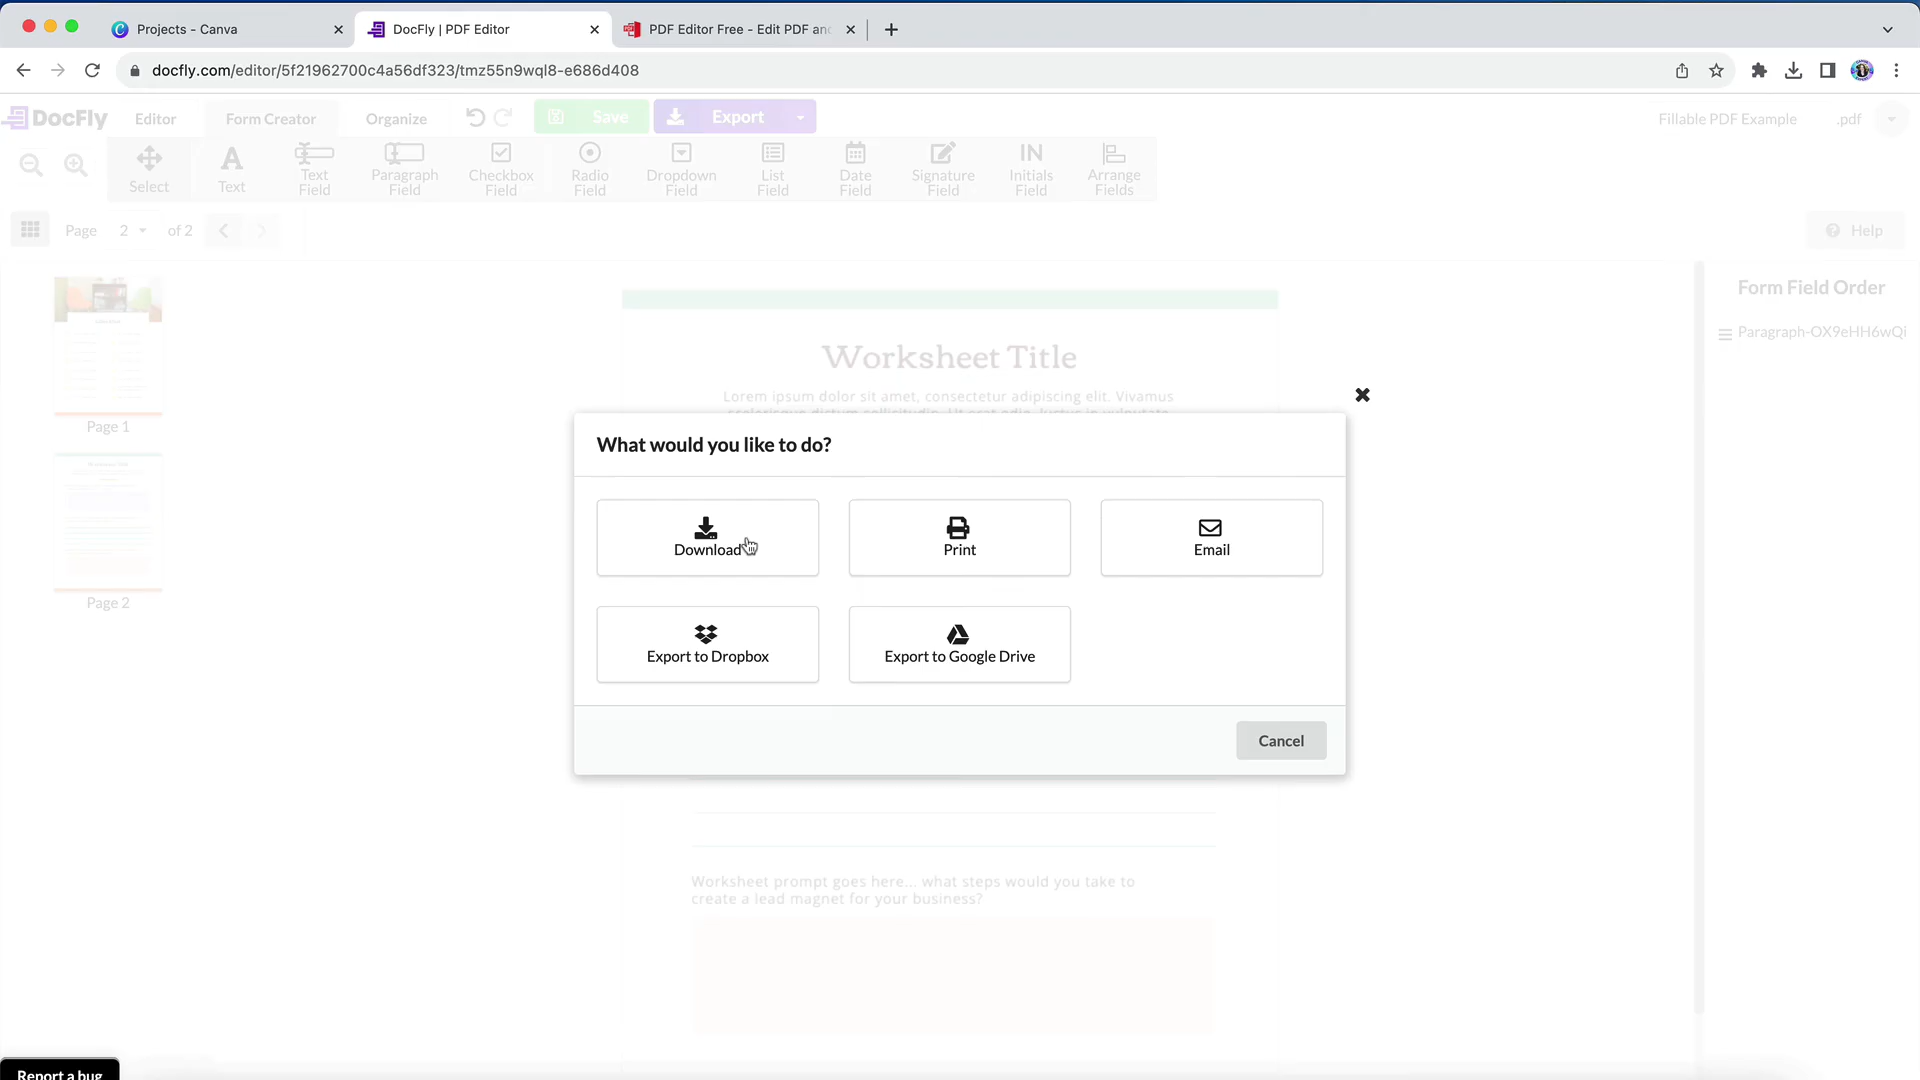 Projects - Canva
DocFly | PDF Editor
PDF Editor Free - Edit PDF an
docfly.com/editor/5f21962700c4a56df323/tmz55n9wql8-e686d408
DocFly
Editor
Form Creator
Organize
Save
Export
Fillable PDF Example
.pdf
Select
Text
Text
Field
Paragraph
Field
Checkbox
Field
Radio
Field
Dropdown
Field
List
Field
Date
Field
Signature
Field
IN
Initials
Field
Arrange
Fields
Page 2 of 2
Help
Page 1
Page 2
Form Field Order
Paragraph-OX9eHH6wQi
Worksheet Title
Lorem ipsum dolor sit amet, consectetur adipiscing elit. Vivamus
What would you like to do?
Download
Print
Email
Export to Dropbox
Export to Google Drive
Cancel
Worksheet prompt goes here... what steps would you take to
create a lead magnet for your business?
Report a bug